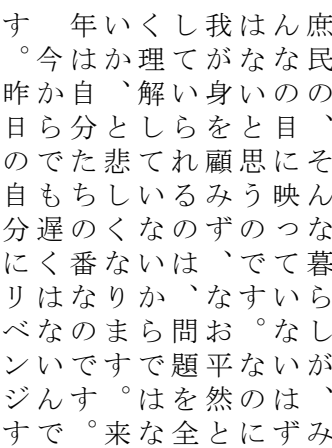 庶民の、そんな暮らしが、み
んなの目に映っていないはず
はないと思うのです。なのに
我が身を顧みず、なお平然と
していられるのは、問題を全
く理解していないからではな
いか、と悲しくなります。来
年は自分たちの番なのです。
今からでも遅くはないんで
す。昨日の自分にリベンジす